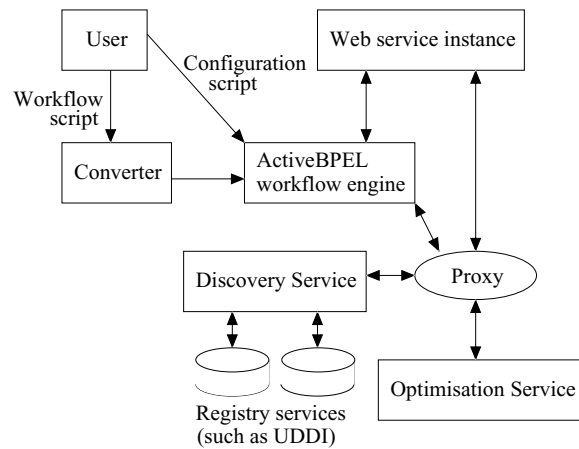 User
Web service instance
Configuration
script
Workflow
script
Converter
ActiveBPEL
workflow engine
Discovery Service
Proxy
Optimisation Service
Registry services
(such as UDDI)